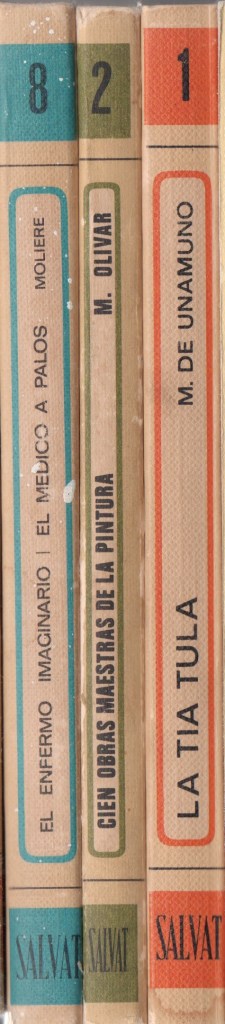 8
EL ENFERMO IMAGINARIO | EL MEDICO A PALOS MOLIERE
SALVAT
2
CIEN OBRAS MAESTRAS DE LA PINTURA M. OLIVAR
SALVAT
1
LA TIA TULA M. DE UNAMUNO
SALVAT